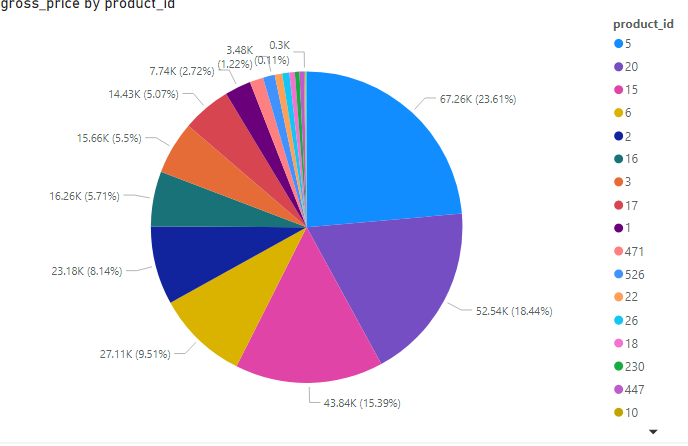 gross_price by product_id
product_id
5
20
15
6
2
16
3
17
1
471
526
22
26
18
230
447
10
0.3K
(0.11%)
3.48K
(1.22%)
7.74K (2.72%)
14.43K (5.07%)
15.66K (5.5%)
16.26K (5.71%)
23.18K (8.14%)
27.11K (9.51%)
43.84K (15.39%)
52.54K (18.44%)
67.26K (23.61%)